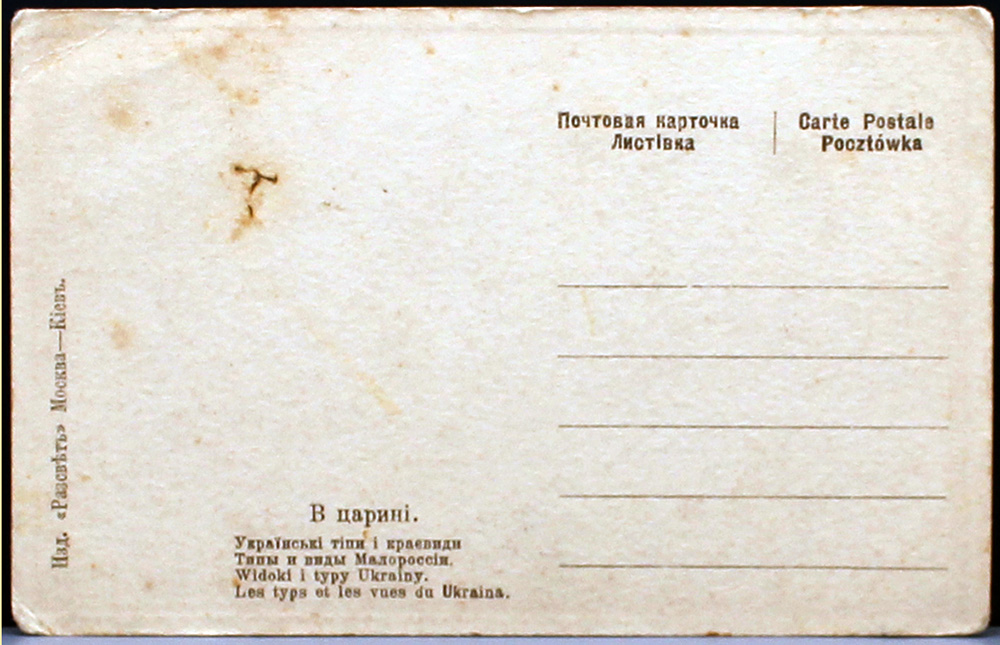 Почтовая карточка
Листівка
Carte Postale
Pocztówka
Изд. «Разсвѣтъ» Москва—Кіевъ.
В царині.
Українські тіпи і краєвиди
Типы и виды Малороссіи.
Widoki i typy Ukrainy.
Les typs et les vues du Ukraina.